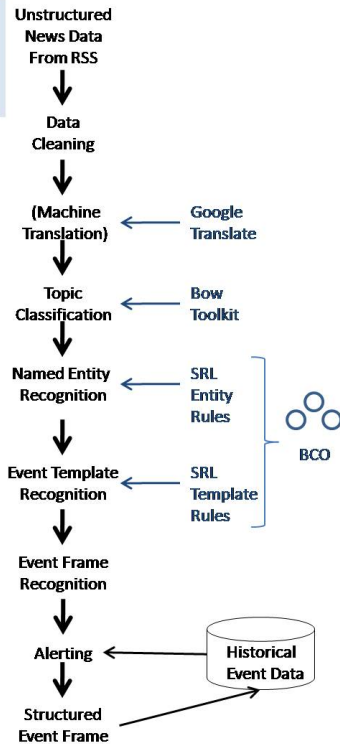 Unstructured
News Data
From RSS
Data
Cleaning
(Machine
Translation)
Google
Translate
Topic
Classification
Bow
Toolkit
Named Entity
Recognition
SRL
Entity
Rules
BCO
Event Template
Recognition
SRL
Template
Rules
Event Frame
Recognition
Alerting
Historical
Event Data
Structured
Event Frame